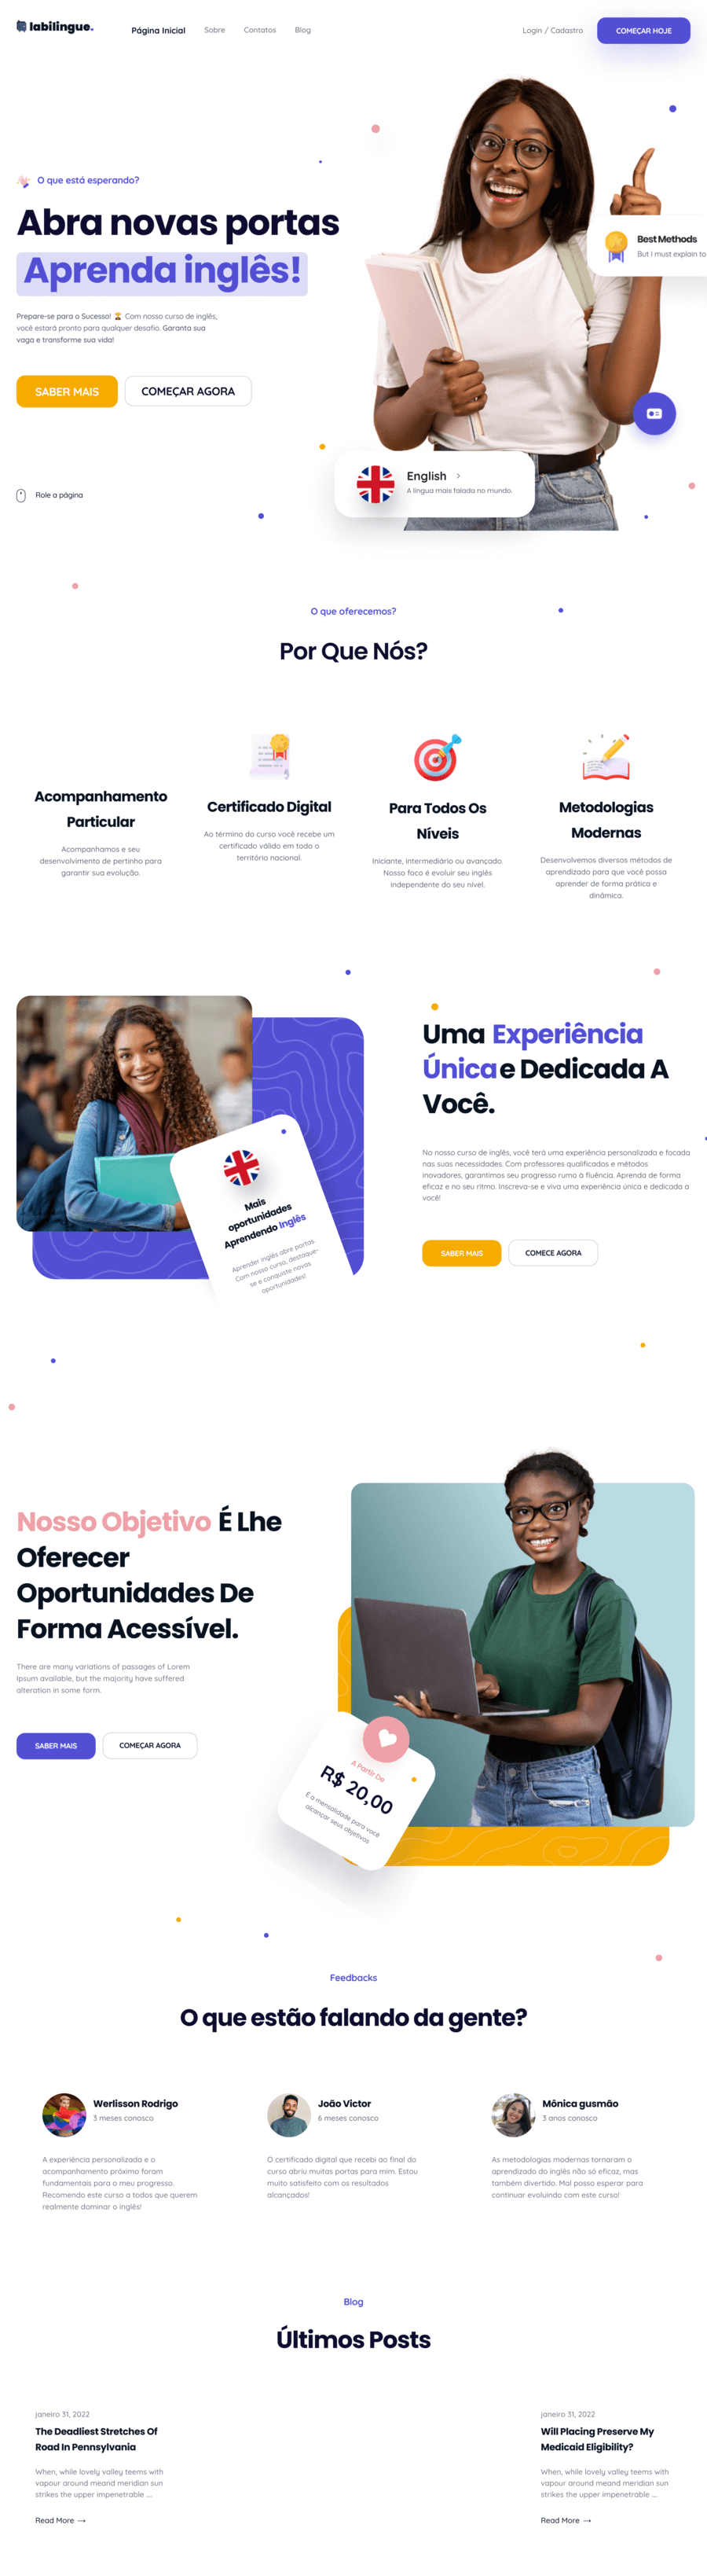 labilingue.
Página Inicial
Sobre
Contatos
Blog
Login / Cadastro
COMEÇAR HOJE
O que está esperando?
Abra novas portas
Aprenda inglês!
Prepare-se para o Sucesso! Com nosso curso de inglês,
você estará pronto para qualquer desafio. Garanta sua
vaga e transforme sua vida!
SABER MAIS
COMEÇAR AGORA
Role a página
Best Methods
But I must explain to
English
A lingua mais falada no mundo.
O que oferecemos?
Por Que Nós?
Acompanhamento
Particular
Acompanhamos e seu
desenvolvimento de pertinho para
garantir sua evolução.
Certificado Digital
Ao término do curso você recebe um
certificado válido em todo o
território nacional.
Para Todos Os
Níveis
Iniciante, intermediário ou avançado.
Nosso foco é evoluir seu inglês
independente do seu nível.
Metodologias
Modernas
Desenvolvemos diversos métodos de
aprendizado para que você possa
aprender de forma prática e
dinâmica.
Mais
oportunidades
Aprendendo Inglês
Aprender inglês abre portas.
Com nosso curso, destaque-
se e conquiste novas
oportunidades!
Uma Experiência
Única e Dedicada A
Você.
No nosso curso de inglês, você terá uma experiência personalizada e focada
nas suas necessidades. Com professores qualificados e métodos
inovadores, garantimos seu progresso rumo à fluência. Aprenda de forma
eficaz e no seu ritmo. Inscreva-se e viva uma experiência única e dedicada a
você!
SABER MAIS
COMECE AGORA
Nosso Objetivo É Lhe
Oferecer
Oportunidades De
Forma Acessível.
There are many variations of passages of Lorem
Ipsum available, but the majority have suffered
alteration in some form.
SABER MAIS
COMEÇAR AGORA
A Partir De
R$ 20,00
É a mensalidade para você
alcançar seus objetivos
Feedbacks
O que estão falando da gente?
Werlisson Rodrigo
3 meses conosco
A experiência personalizada e o
acompanhamento próximo foram
fundamentais para o meu progresso.
Recomendo este curso a todos que querem
realmente dominar o inglês!
João Victor
6 meses conosco
O certificado digital que recebi ao final do
curso abriu muitas portas para mim. Estou
muito satisfeito com os resultados
alcançados!
Mônica gusmão
3 anos conosco
As metodologias modernas tornaram o
aprendizado do inglês não só eficaz, mas
também divertido. Mal posso esperar para
continuar evoluindo com este curso!
Blog
Últimos Posts
janeiro 31, 2022
The Deadliest Stretches Of
Road In Pennsylvania
When, while lovely valley teems with
vapour around meand meridian sun
strikes the upper impenetrable ...
Read More →
janeiro 31, 2022
Will Placing Preserve My
Medicaid Eligibility?
When, while lovely valley teems with
vapour around meand meridian sun
strikes the upper impenetrable ...
Read More →